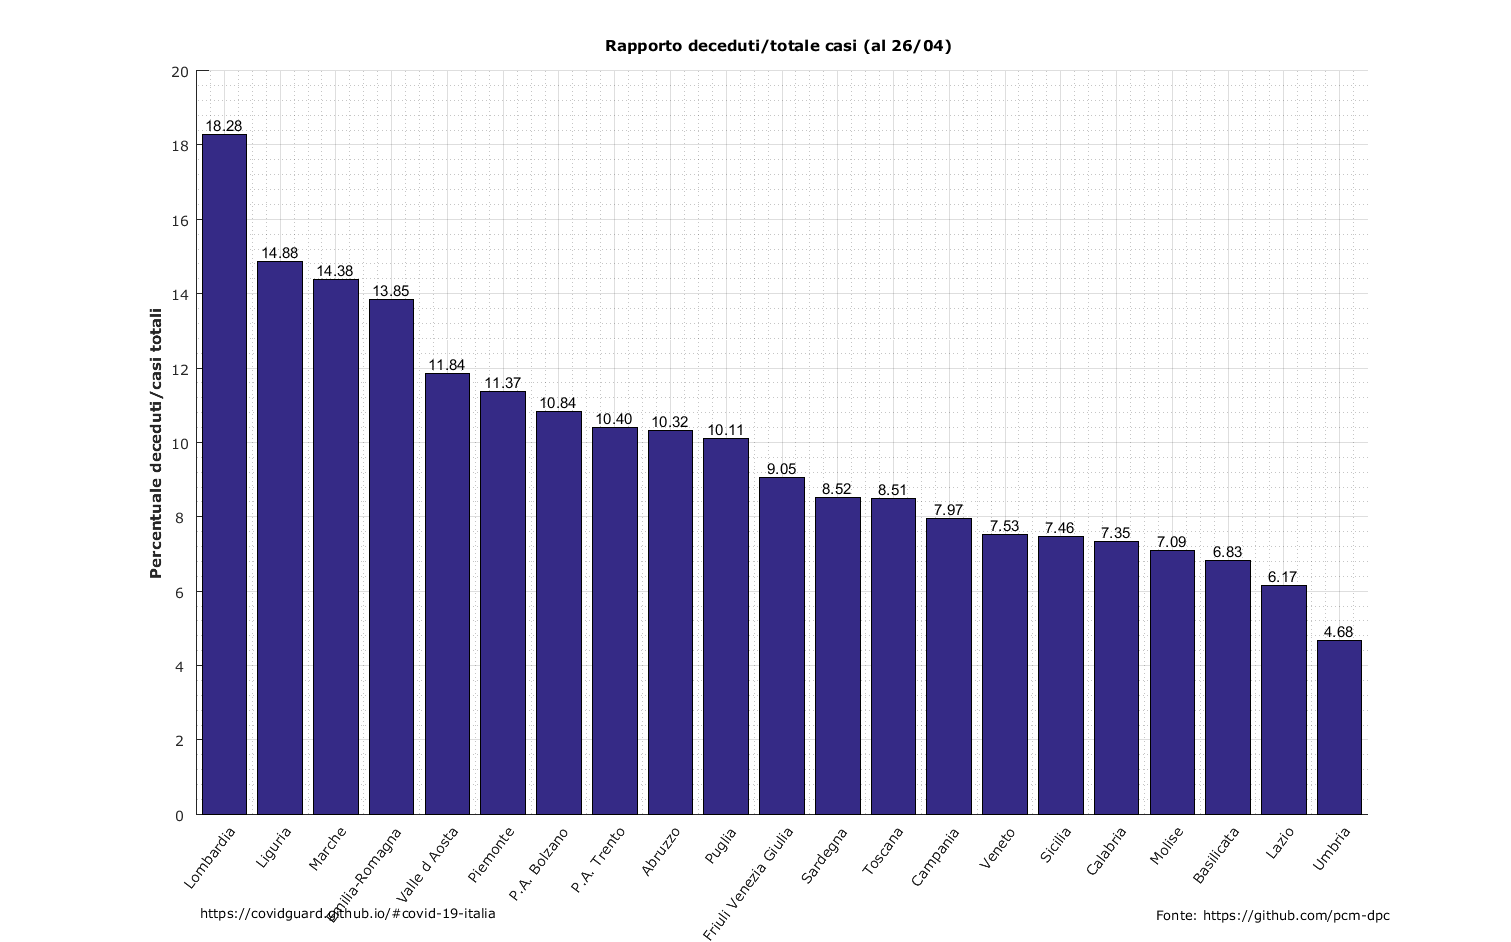 Rapporto deceduti/totale casi (al 26/04)
Percentuale deceduti/casi totali
20
18
16
14
12
10
8
6
4
2
0
18.28
14.88
14.38
13.85
11.84
11.37
10.84
10.40
10.32
10.11
9.05
8.52
8.51
7.97
7.53
7.46
7.35
7.09
6.83
6.17
4.68
Lombardia
Liguria
Marche
Emilia-Romagna
Valle d Aosta
Piemonte
P.A. Bolzano
P.A. Trento
Abruzzo
Puglia
Friuli Venezia Giulia
Sardegna
Toscana
Campania
Veneto
Sicilia
Calabria
Molise
Basilicata
Lazio
Umbria
https://covidguard.github.io/#covid-19-italia
Fonte: https://github.com/pcm-dpc